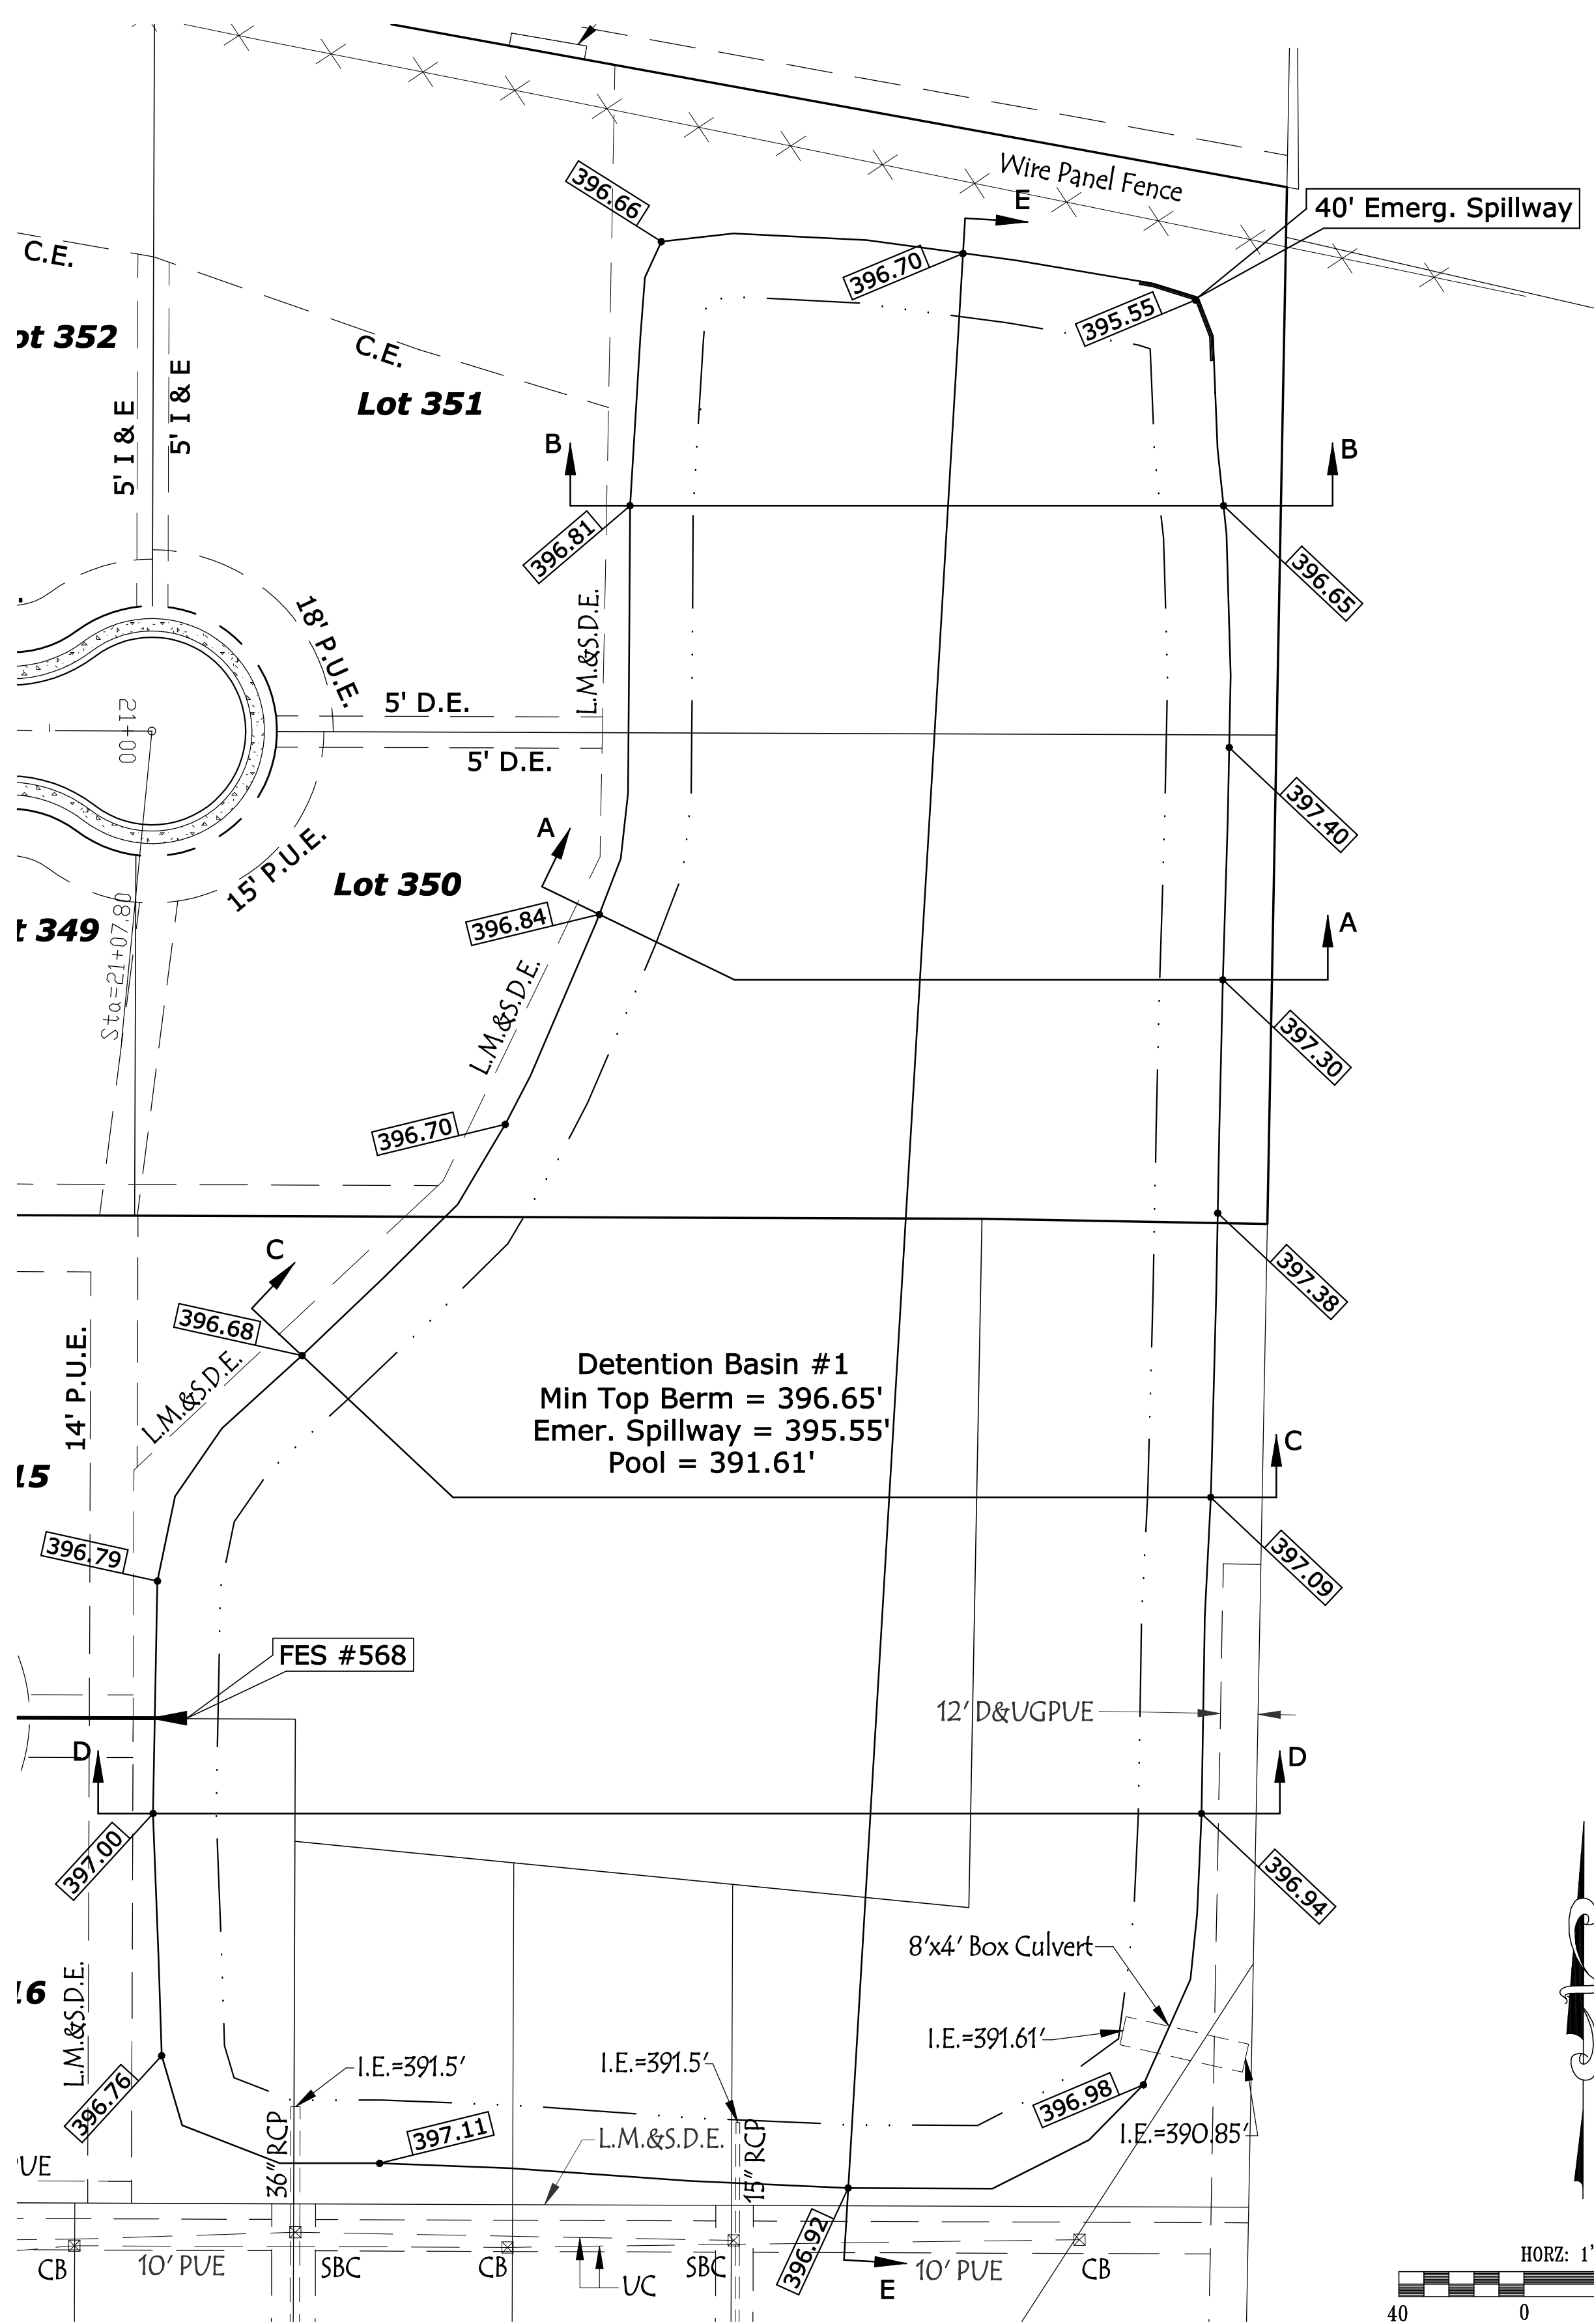 Wire Panel Fence
396.66
E
40' Emerg. Spillway
C.E.
396.70
395.55
Lot 352
5' I & E
5' I & E
C.E.
Lot 351
B
B
396.81
396.65
L.M.&S.D.E.
18' P.U.E.
5' D.E.
21+00
5' D.E.
397.40
A
15' P.U.E.
Lot 350
396.84
A
t 349
Sta=21+07.80
L.M.&S.D.E.
397.30
396.70
C
397.38
396.68
14' P.U.E.
L.M.&S.D.E.
Detention Basin #1
Min Top Berm = 396.65'
Emer. Spillway = 395.55'
Pool = 391.61'
C
15
396.79
397.09
FES #568
12' D&UGPUE
D
D
397.00
396.94
8'x4' Box Culvert
16
L.M.&S.D.E.
I.E.=391.61'
I.E.=391.5'
I.E.=391.5'
396.76
396.98
36" RCP
397.11
L.M.&S.D.E.
15" RCP
I.E.=390.85'
PUE
396.92
CB
10' PUE
SBC
CB
UC
SBC
E
10' PUE
CB
HORZ: 1'
40
0